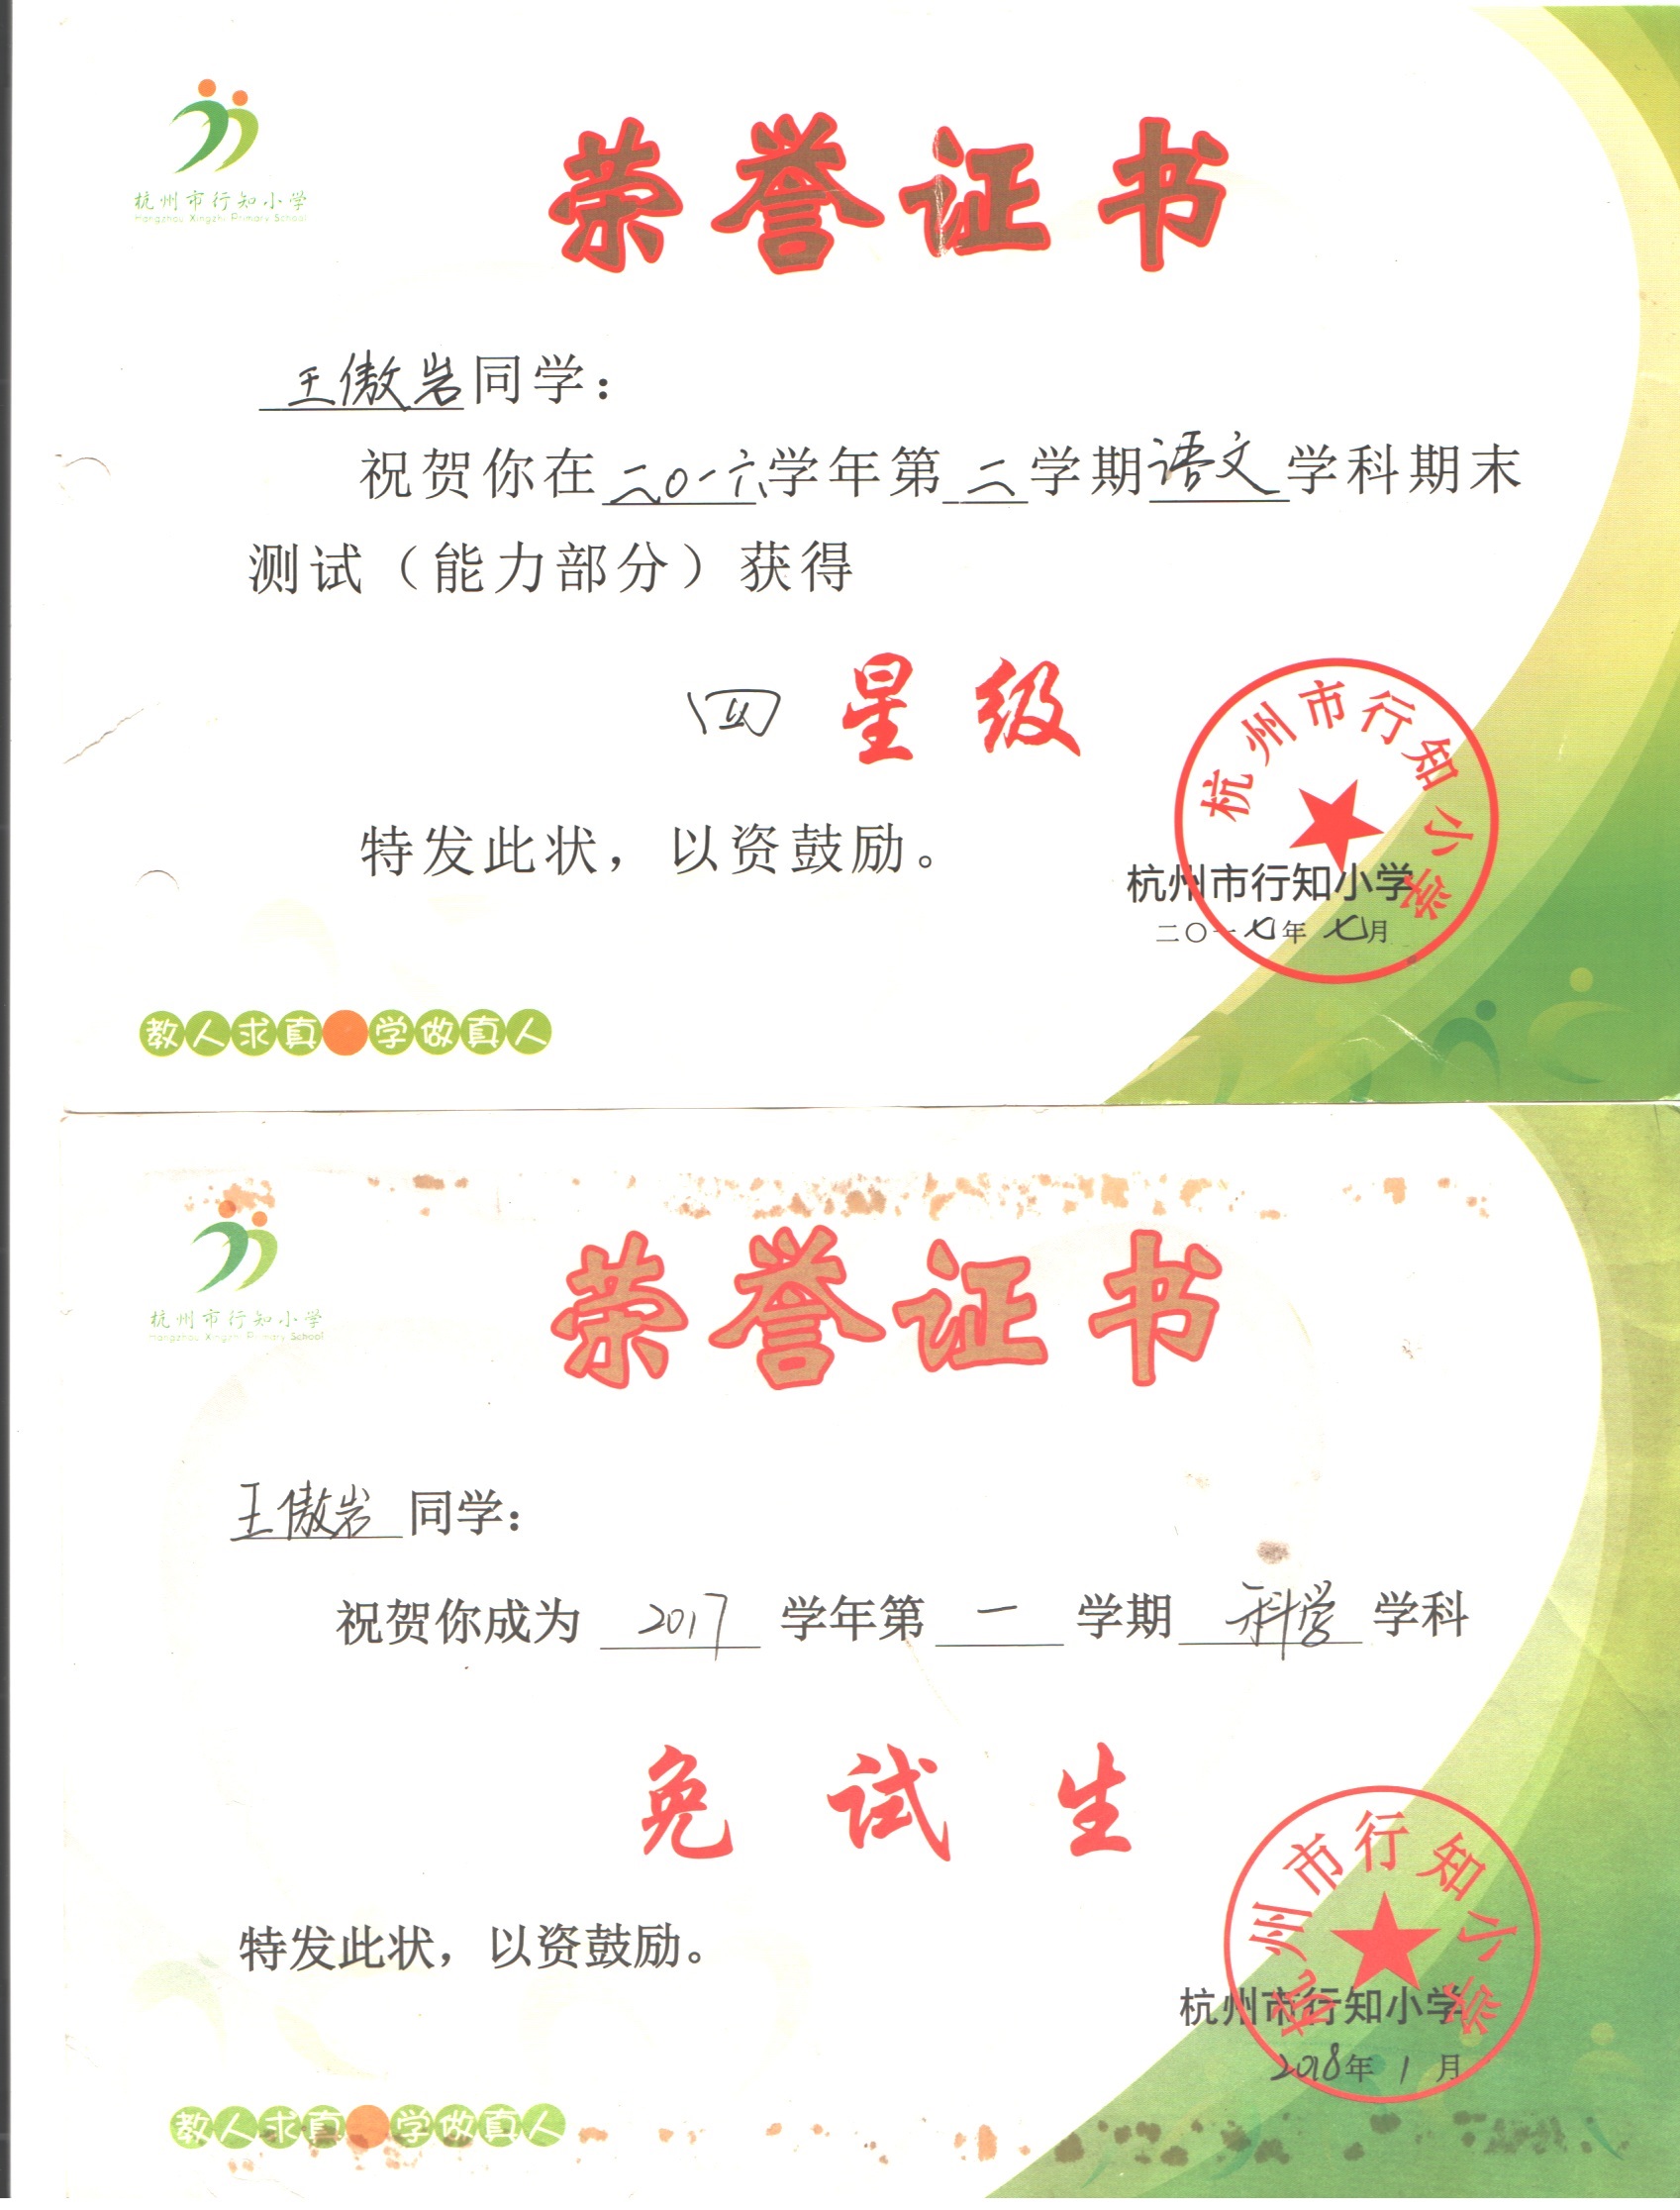 杭州市行知小学
Hangzhou Xingzhi Primary School
荣誉证书
王傲岩同学：
祝贺你在二〇一六学年第二学期语文学科期末
测试（能力部分）获得
四星级
特发此状，以资鼓励。
杭州市行知小学
杭州市行知小学
二〇一七年七月
教人求真 学做真人
杭州市行知小学
Hangzhou Xingzhi Primary School
荣誉证书
王傲岩同学：
祝贺你成为 2017 学年第 一 学期 科学 学科
免试生
特发此状，以资鼓励。
杭州市行知小学
杭州市行知小学
2018年 1 月
教人求真 学做真人